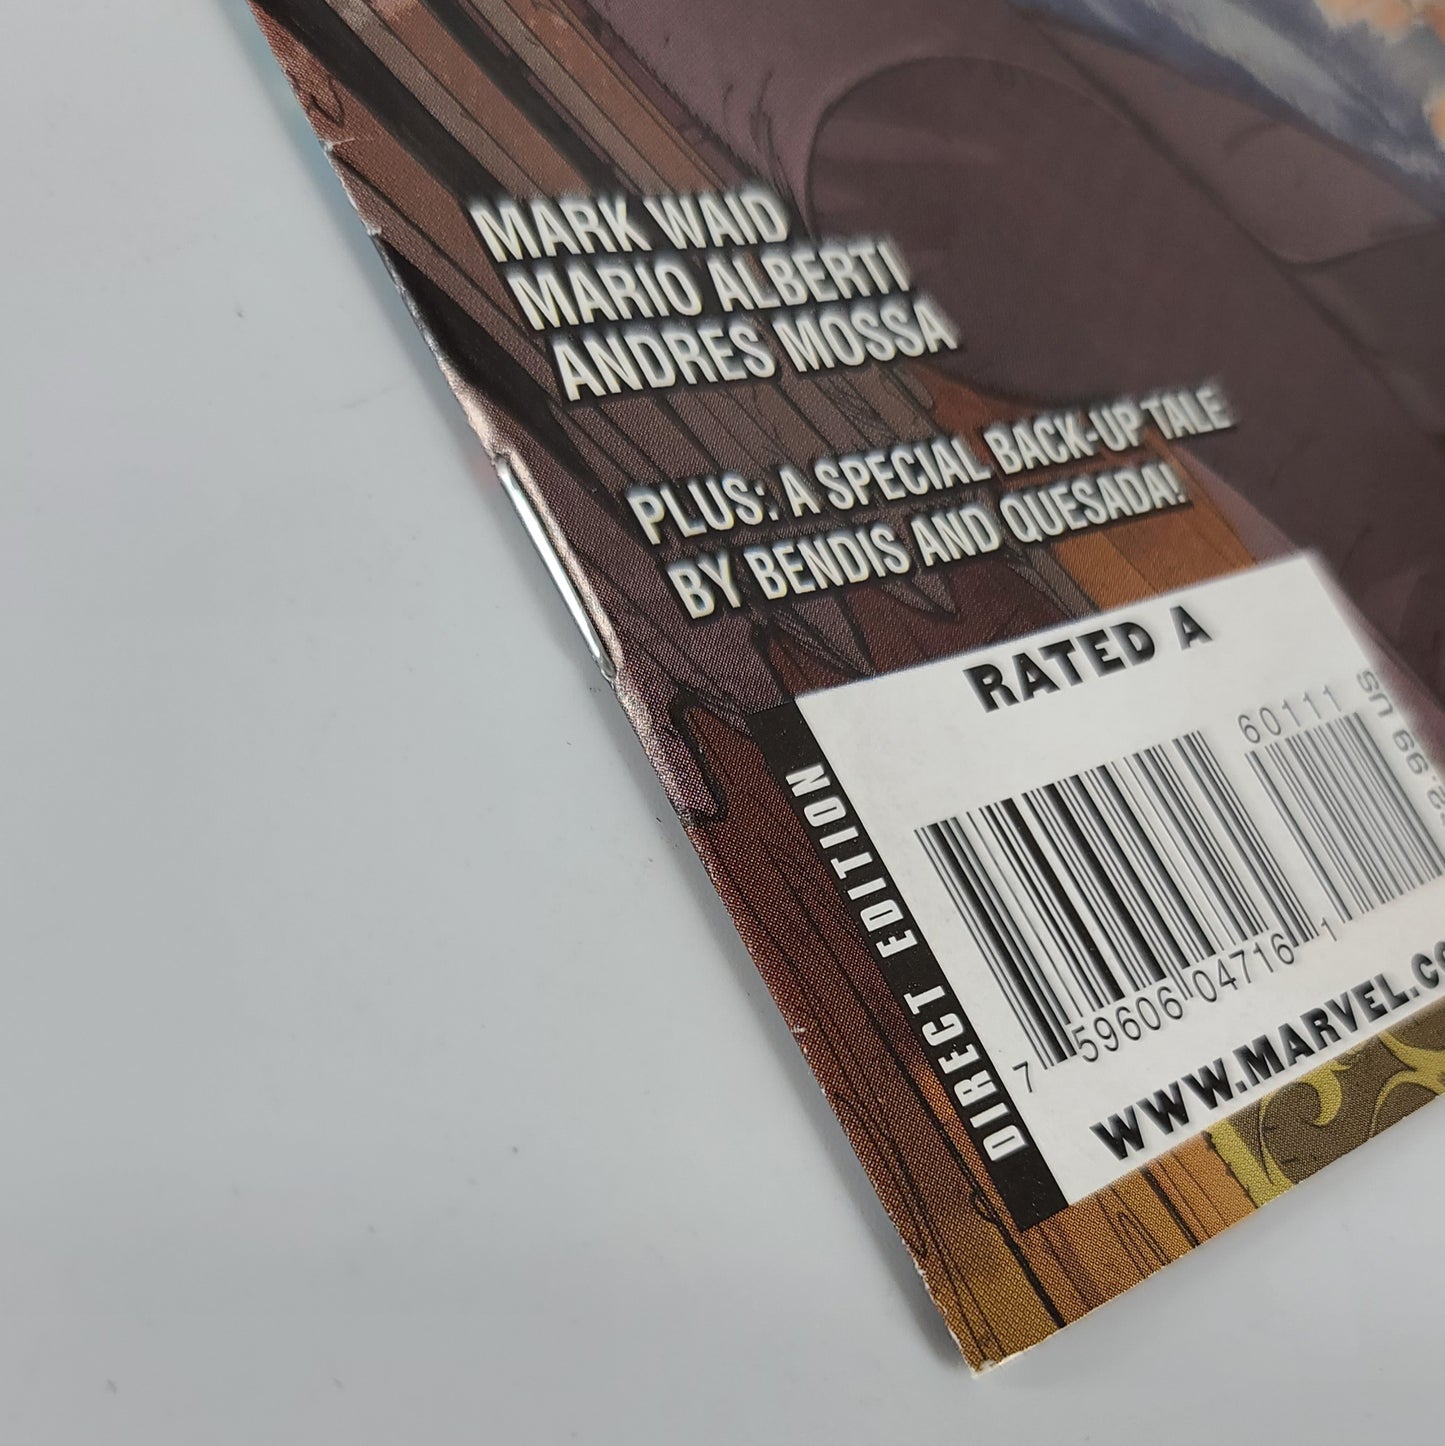 MARK WAID
MARIO ALBERTI
ANDRES MOSSA
PLUS: A SPECIAL BACK-UP TALE
BY BENDIS AND QUESADA!
RATED A
60111
DIRECT EDITION
7 59606 04716 1
WWW.MARVEL.CO